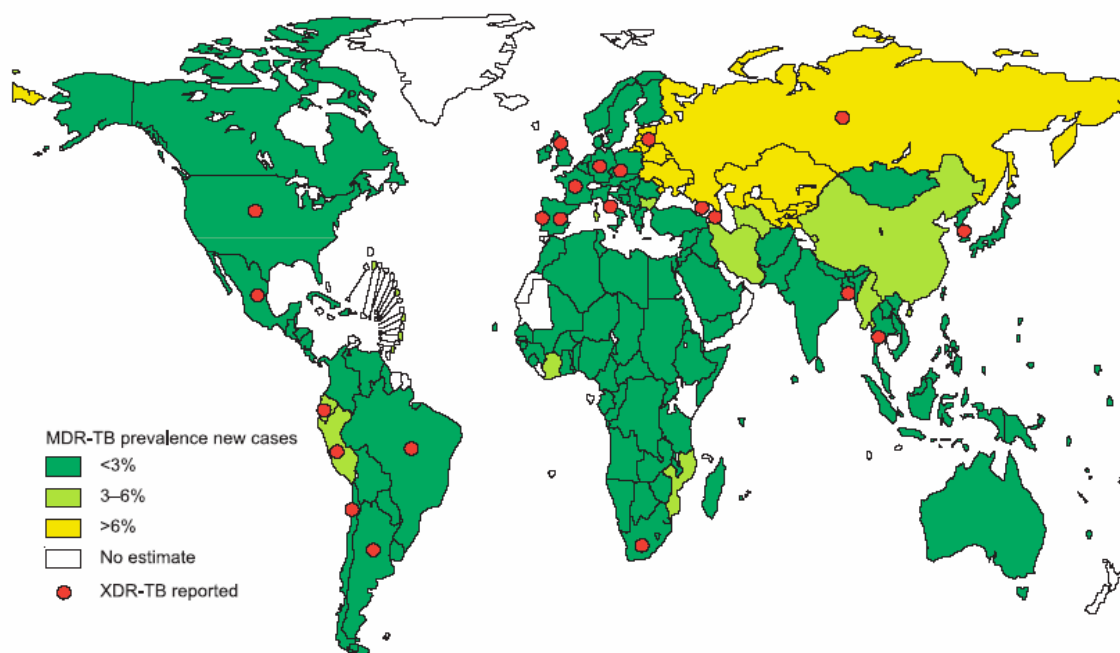 MDR-TB prevalence new cases
<3%
3–6%
>6%
No estimate
XDR-TB reported